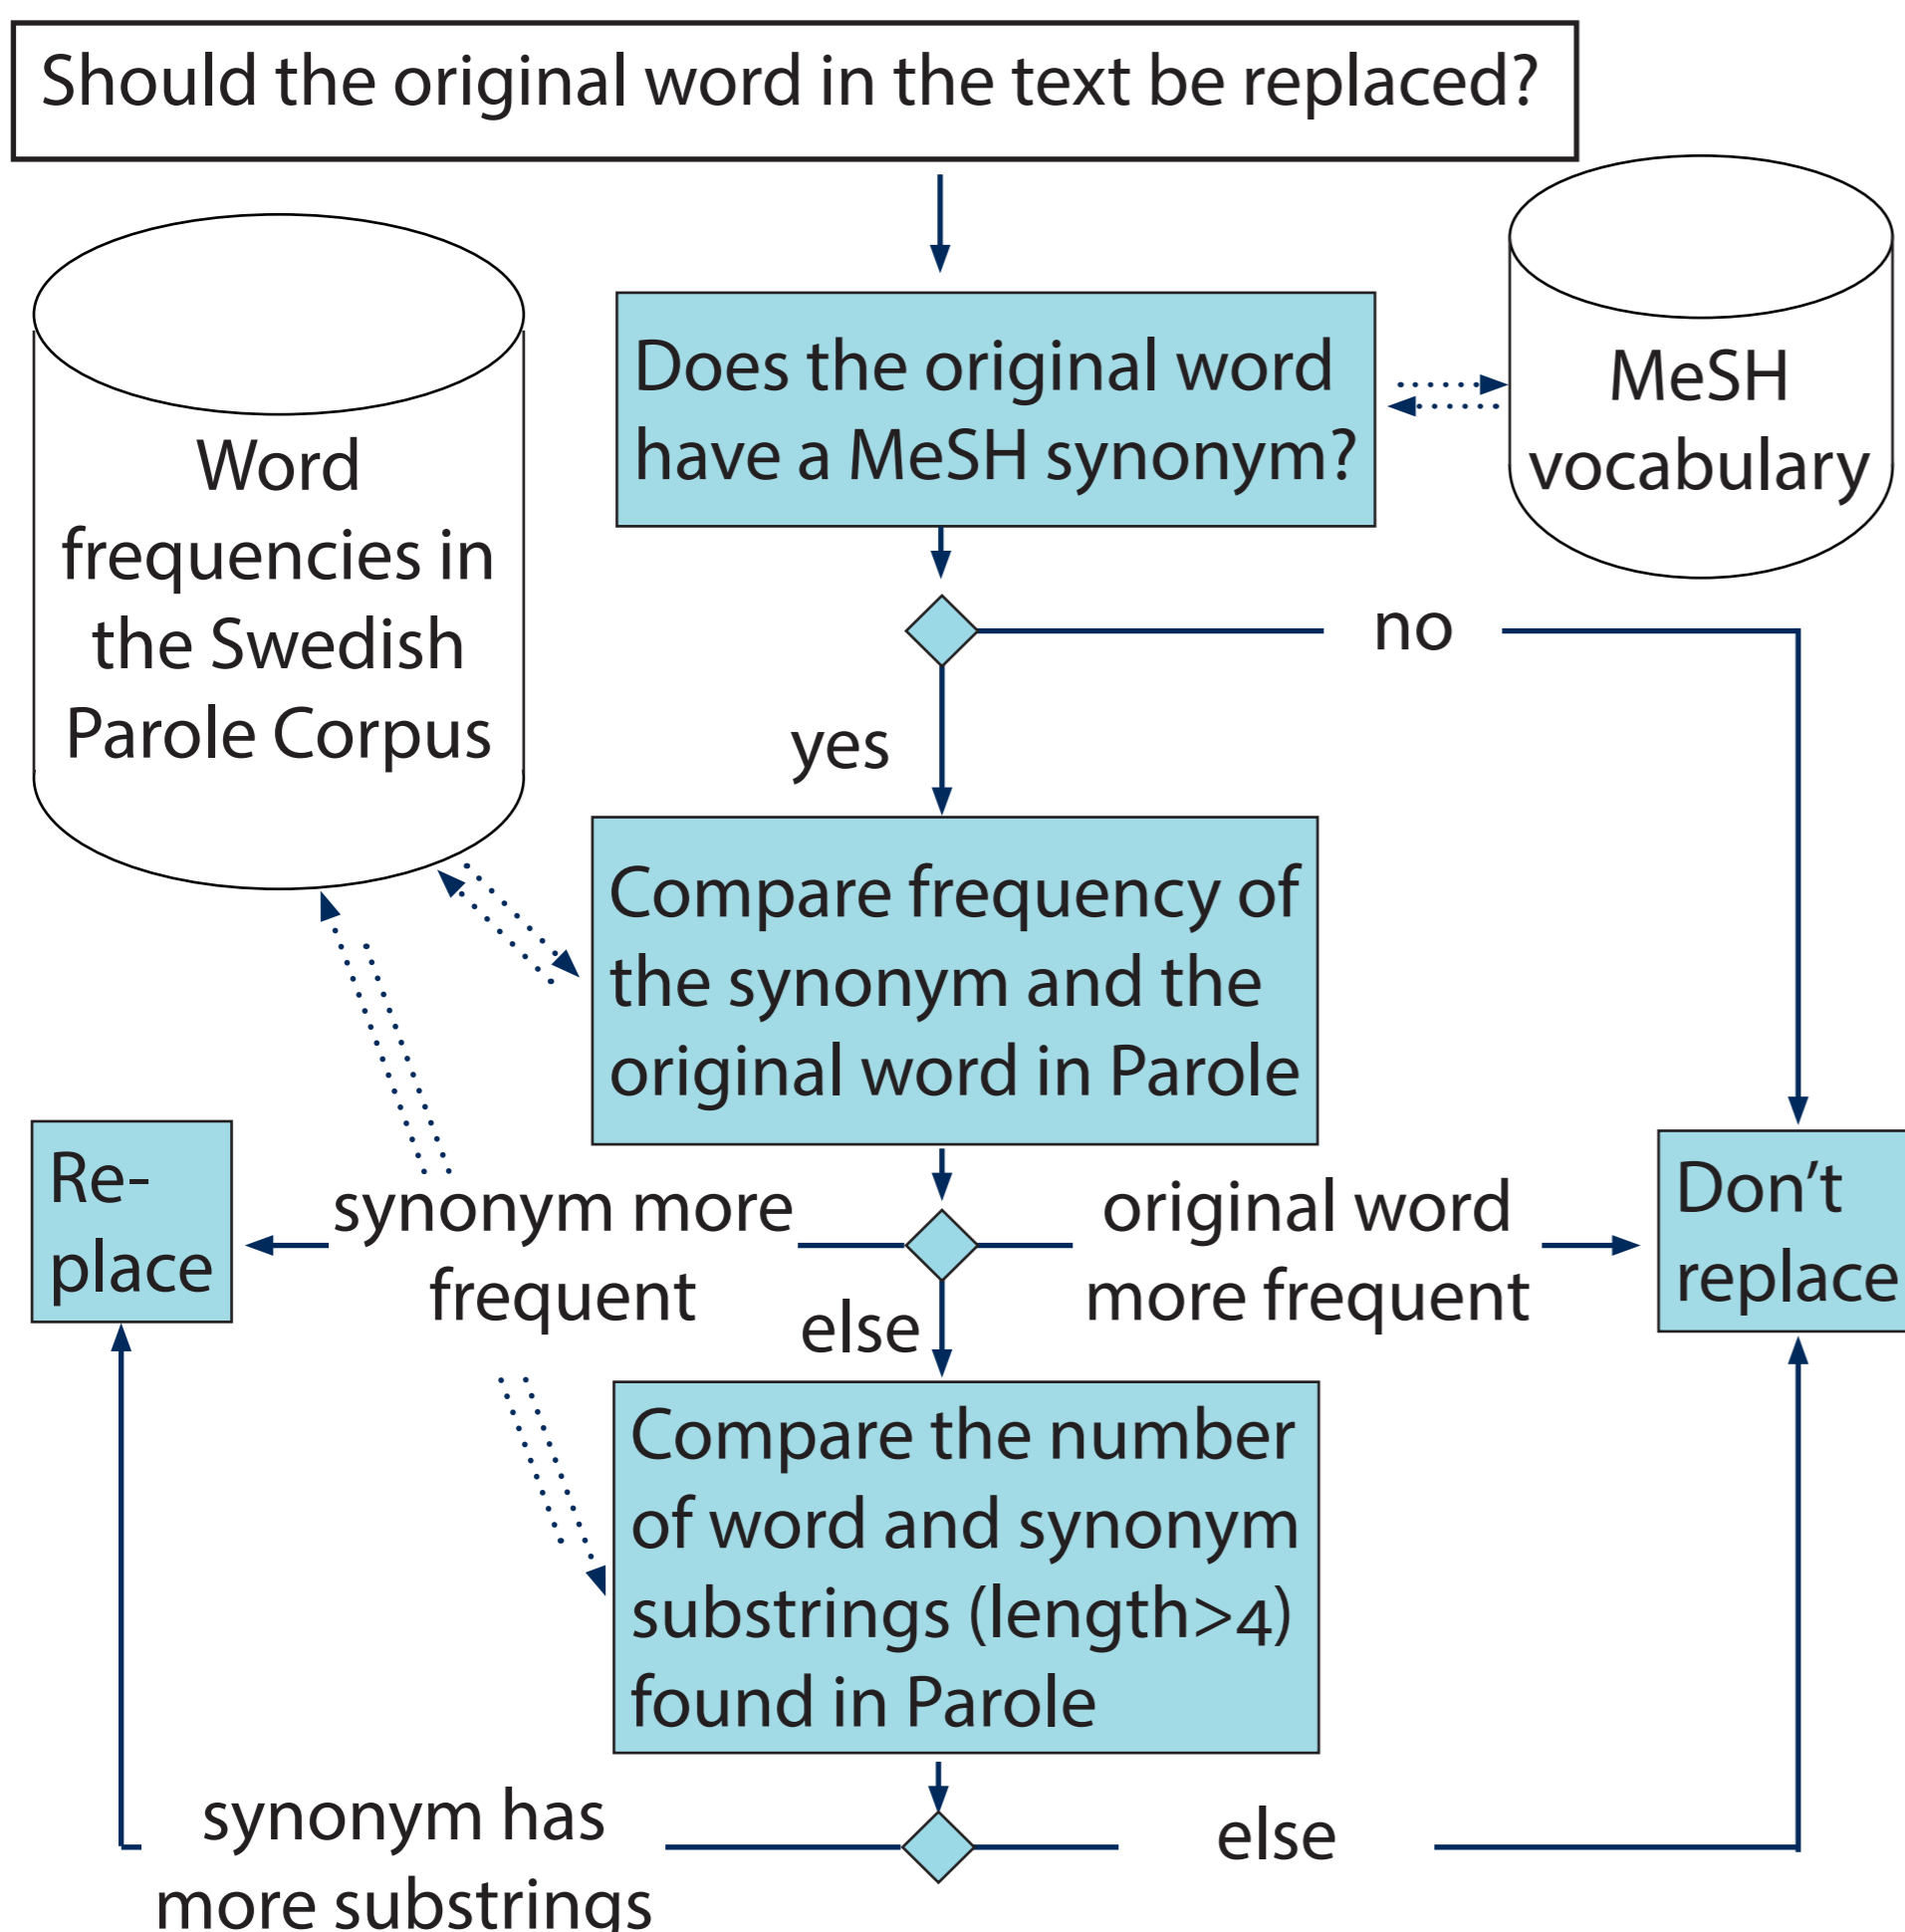 Should the original word in the text be replaced?
Does the original word
have a MeSH synonym?
MeSH
vocabulary
Word
frequencies in
the Swedish
Parole Corpus
no
yes
Compare frequency of
the synonym and the
original word in Parole
Re-
place
synonym more
frequent
original word
more frequent
Don't
replace
else
Compare the number
of word and synonym
substrings (length>4)
found in Parole
synonym has
more substrings
else